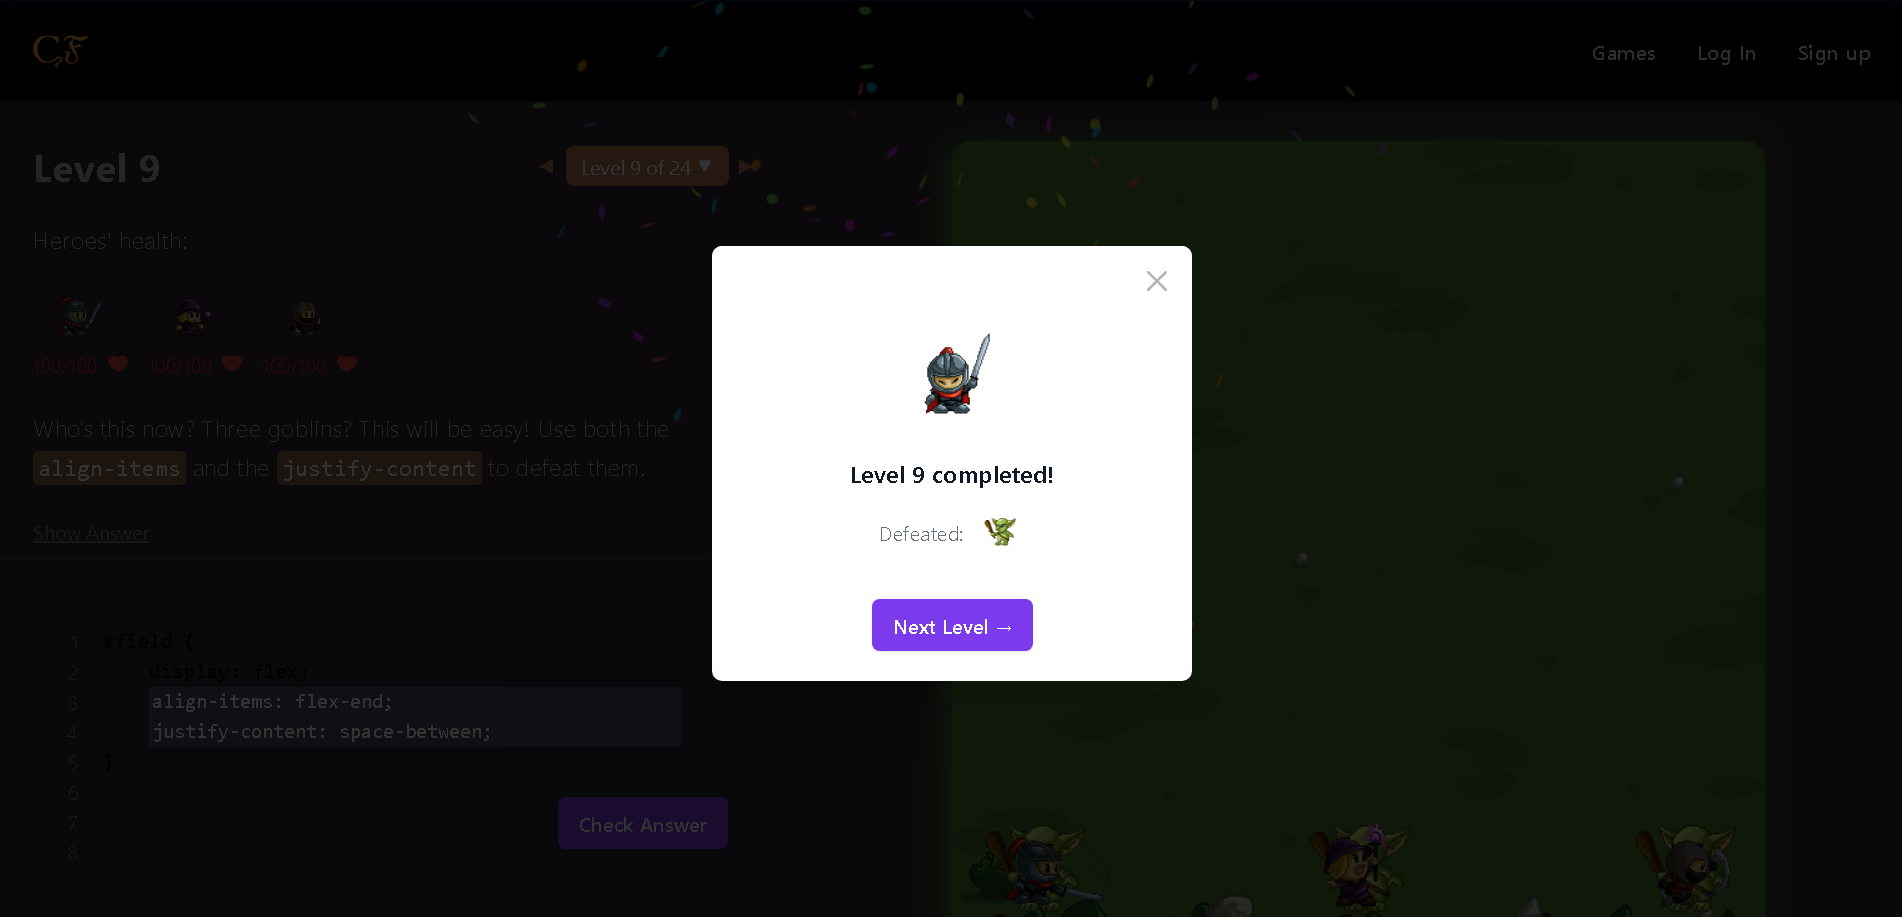 CF
Games
Log In
Sign up
Level 9
Level 9 of 24 ▼
Heroes' health:
100/100
100/100
100/100
Who's this now? Three goblins? This will be easy! Use both the
align-items and the justify-content to defeat them.
Show Answer
1 #field {
2 display: flex;
3 align-items: flex-end;
4 justify-content: space-between;
5 }
6
7
8
Check Answer
Level 9 completed!
Defeated:
Next Level →